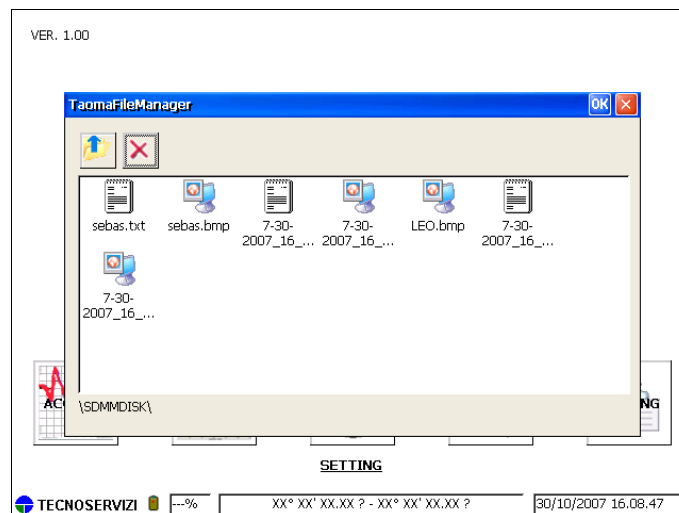 VER. 1.00
TaomaFileManager
OK
sebas.txt
sebas.bmp
7-30-
2007_16_...
7-30-
2007_16_...
LEO.bmp
7-30-
2007_16_...
7-30-
2007_16_...
\SDMMDISK\
AC
NG
SETTING
TECNOSERVIZI
---%
XX° XX' XX.XX ? - XX° XX' XX.XX ?
30/10/2007 16.08.47